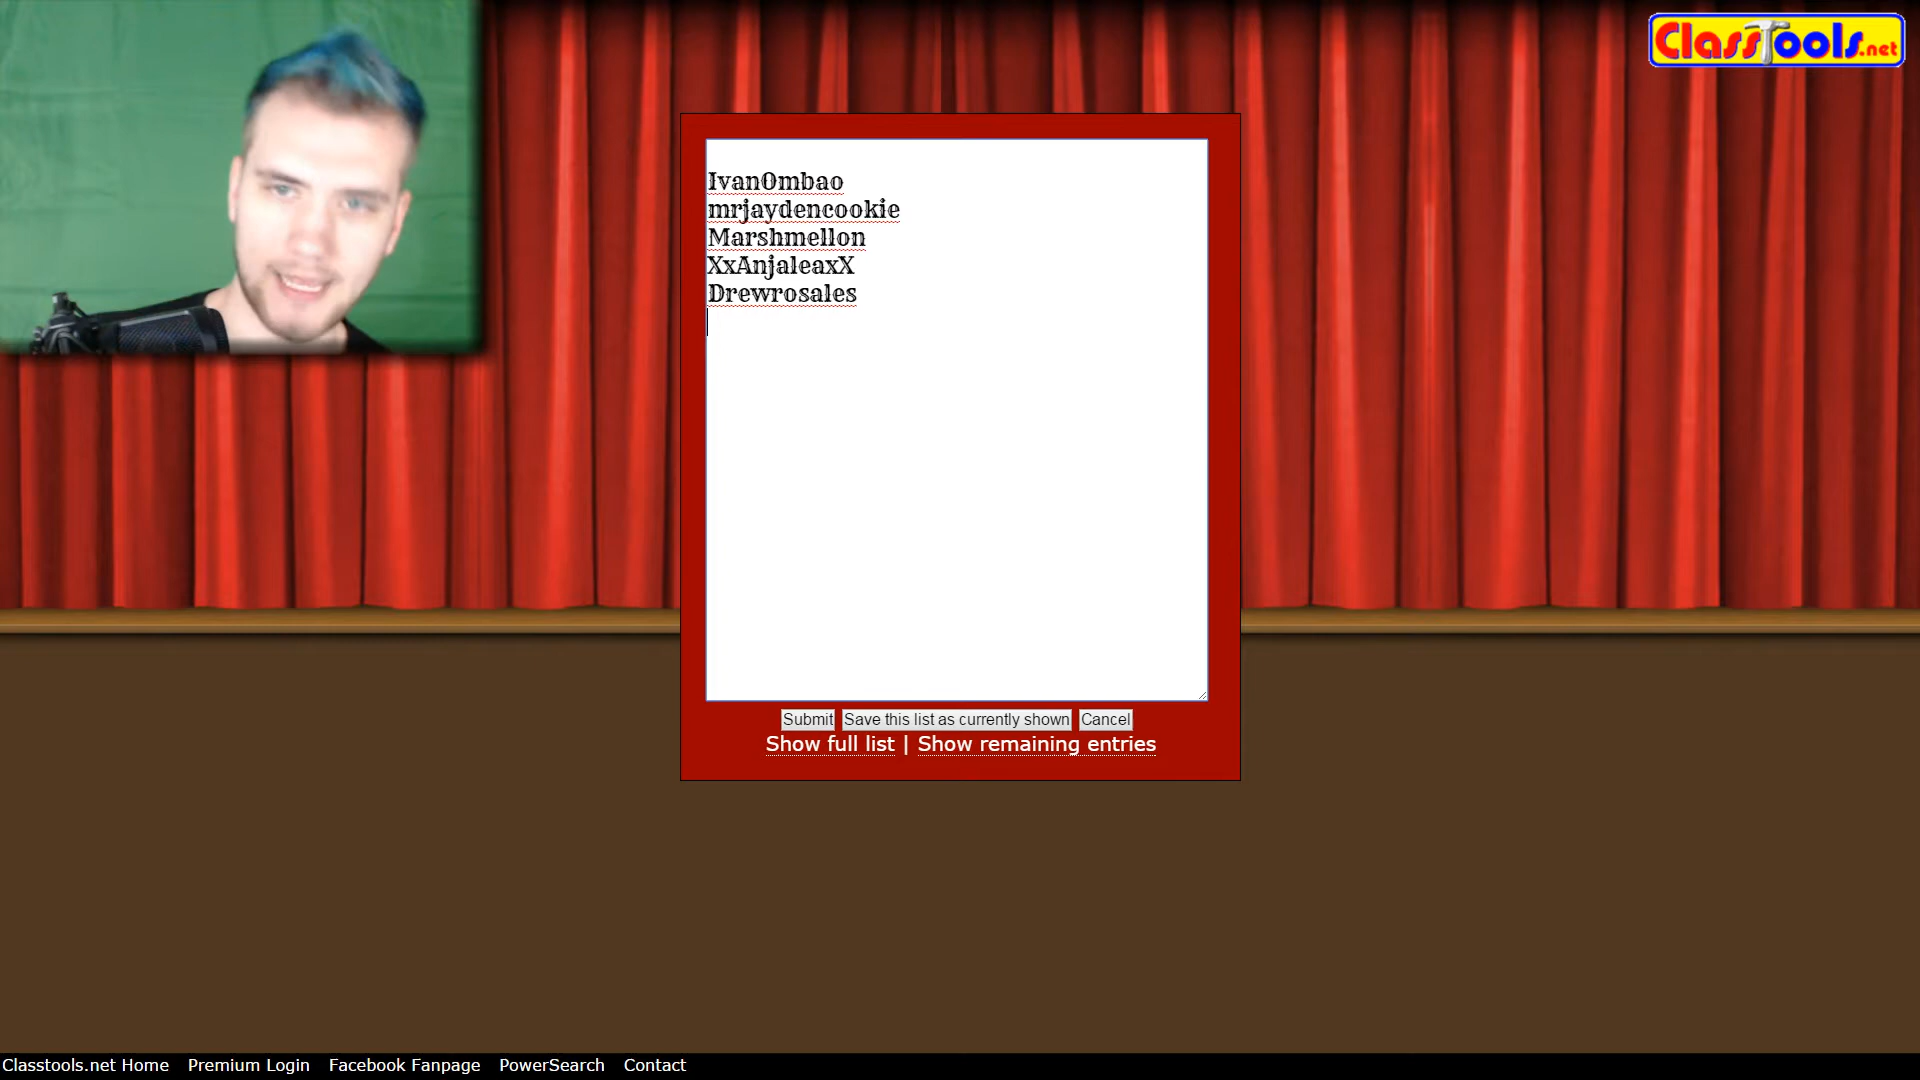 ClassTools.net
IvanOmbao
mrjaydencookie
Marshmellon
XxAnjaleaxX
Drewrosales
Submit Save this list as currently shown Cancel
Show full list | Show remaining entries
Classtools.net Home Premium Login Facebook Fanpage PowerSearch Contact